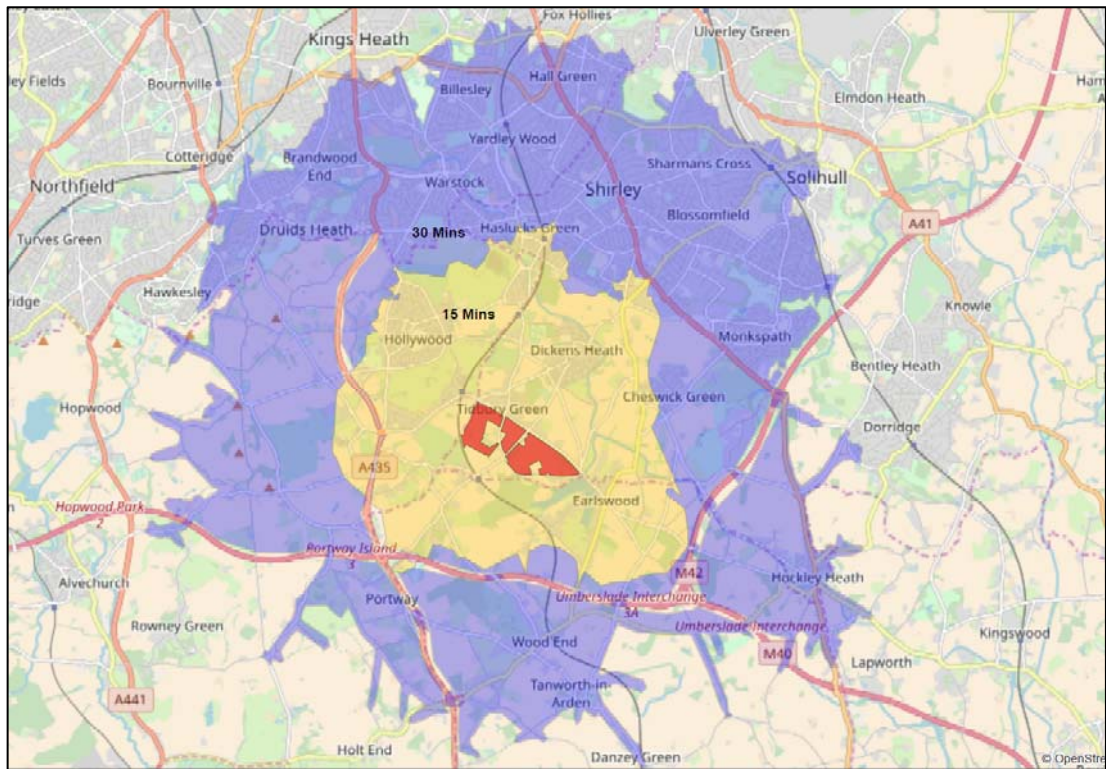 Fox Hollies
Ulverley Green
Kings Heath
ley Fields
Bournville
Billesley
Hall Green
Elmdon Heath
Yardley Wood
Cotteridge
Brandwood
End
Sharmans Cross
Northfield
Warstock
Shirley
Solihull
Blossomfield
A41
Druids Heath
30 Mins
Haslucks Green
Turves Green
ridge
Hawkesley
Knowle
15 Mins
Hollywood
Dickens Heath
Monkspath
Bentley Heath
Hopwood
Tidbury Green
Cheswick Green
Dorridge
A435
Earlswood
Hopwood Park
2
Portway Island
3
M42
Alvechurch
Portway
Hockley Heath
Umberslade Interchange
3A
Umberslade Interchange
Rowney Green
Kingswood
Wood End
M40
Lapworth
A441
Tanworth-in-
Arden
Holt End
Danzey Green
© OpenStre